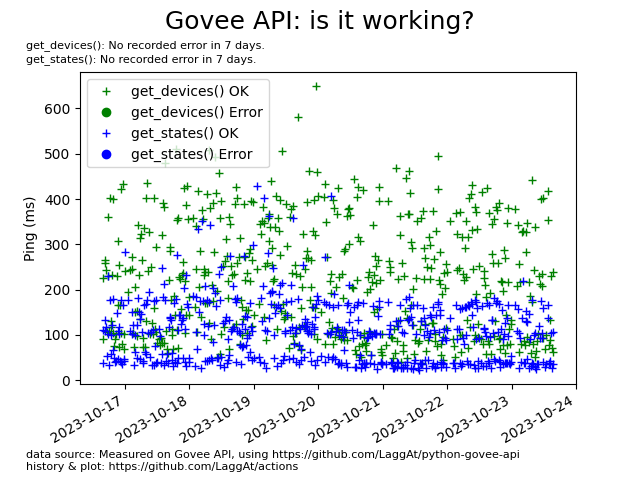 Govee API: is it working?
get_devices(): No recorded error in 7 days.
get_states(): No recorded error in 7 days.
get_devices() OK
get_devices() Error
get_states() OK
get_states() Error
Ping (ms)
600
500
400
300
200
100
0
2023-10-17
2023-10-18
2023-10-19
2023-10-20
2023-10-21
2023-10-22
2023-10-23
2023-10-24
data source: Measured on Govee API, using https://github.com/LaggAt/python-govee-api
history & plot: https://github.com/LaggAt/actions